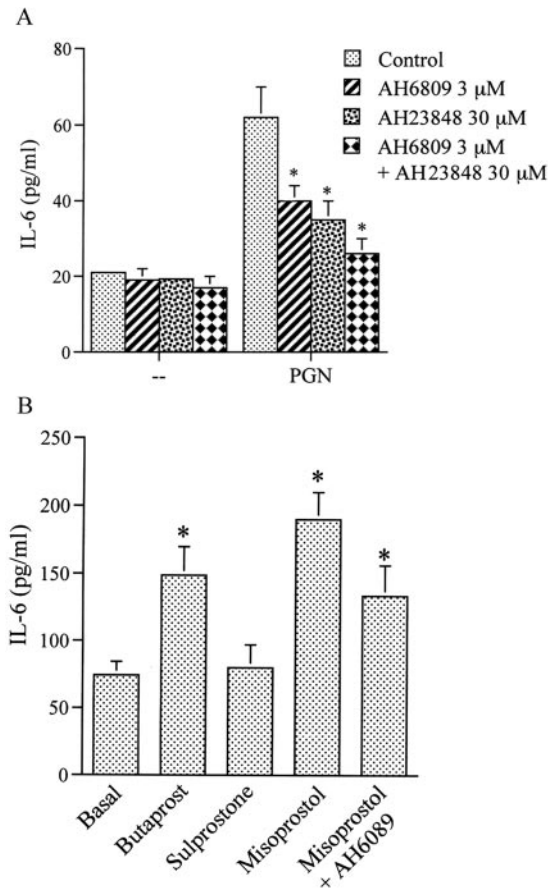 A
80
60
40
20
0
IL-6 (pg/ml)
Control
AH6809 3 μM
AH23848 30 μM
AH6809 3 μM
+ AH23848 30 μM
* * *
-- PGN
B
250
200
150
100
50
0
IL-6 (pg/ml)
* * *
Basal
Butaprost
Sulprostone
Misoprostol
Misoprostol
+ AH6089